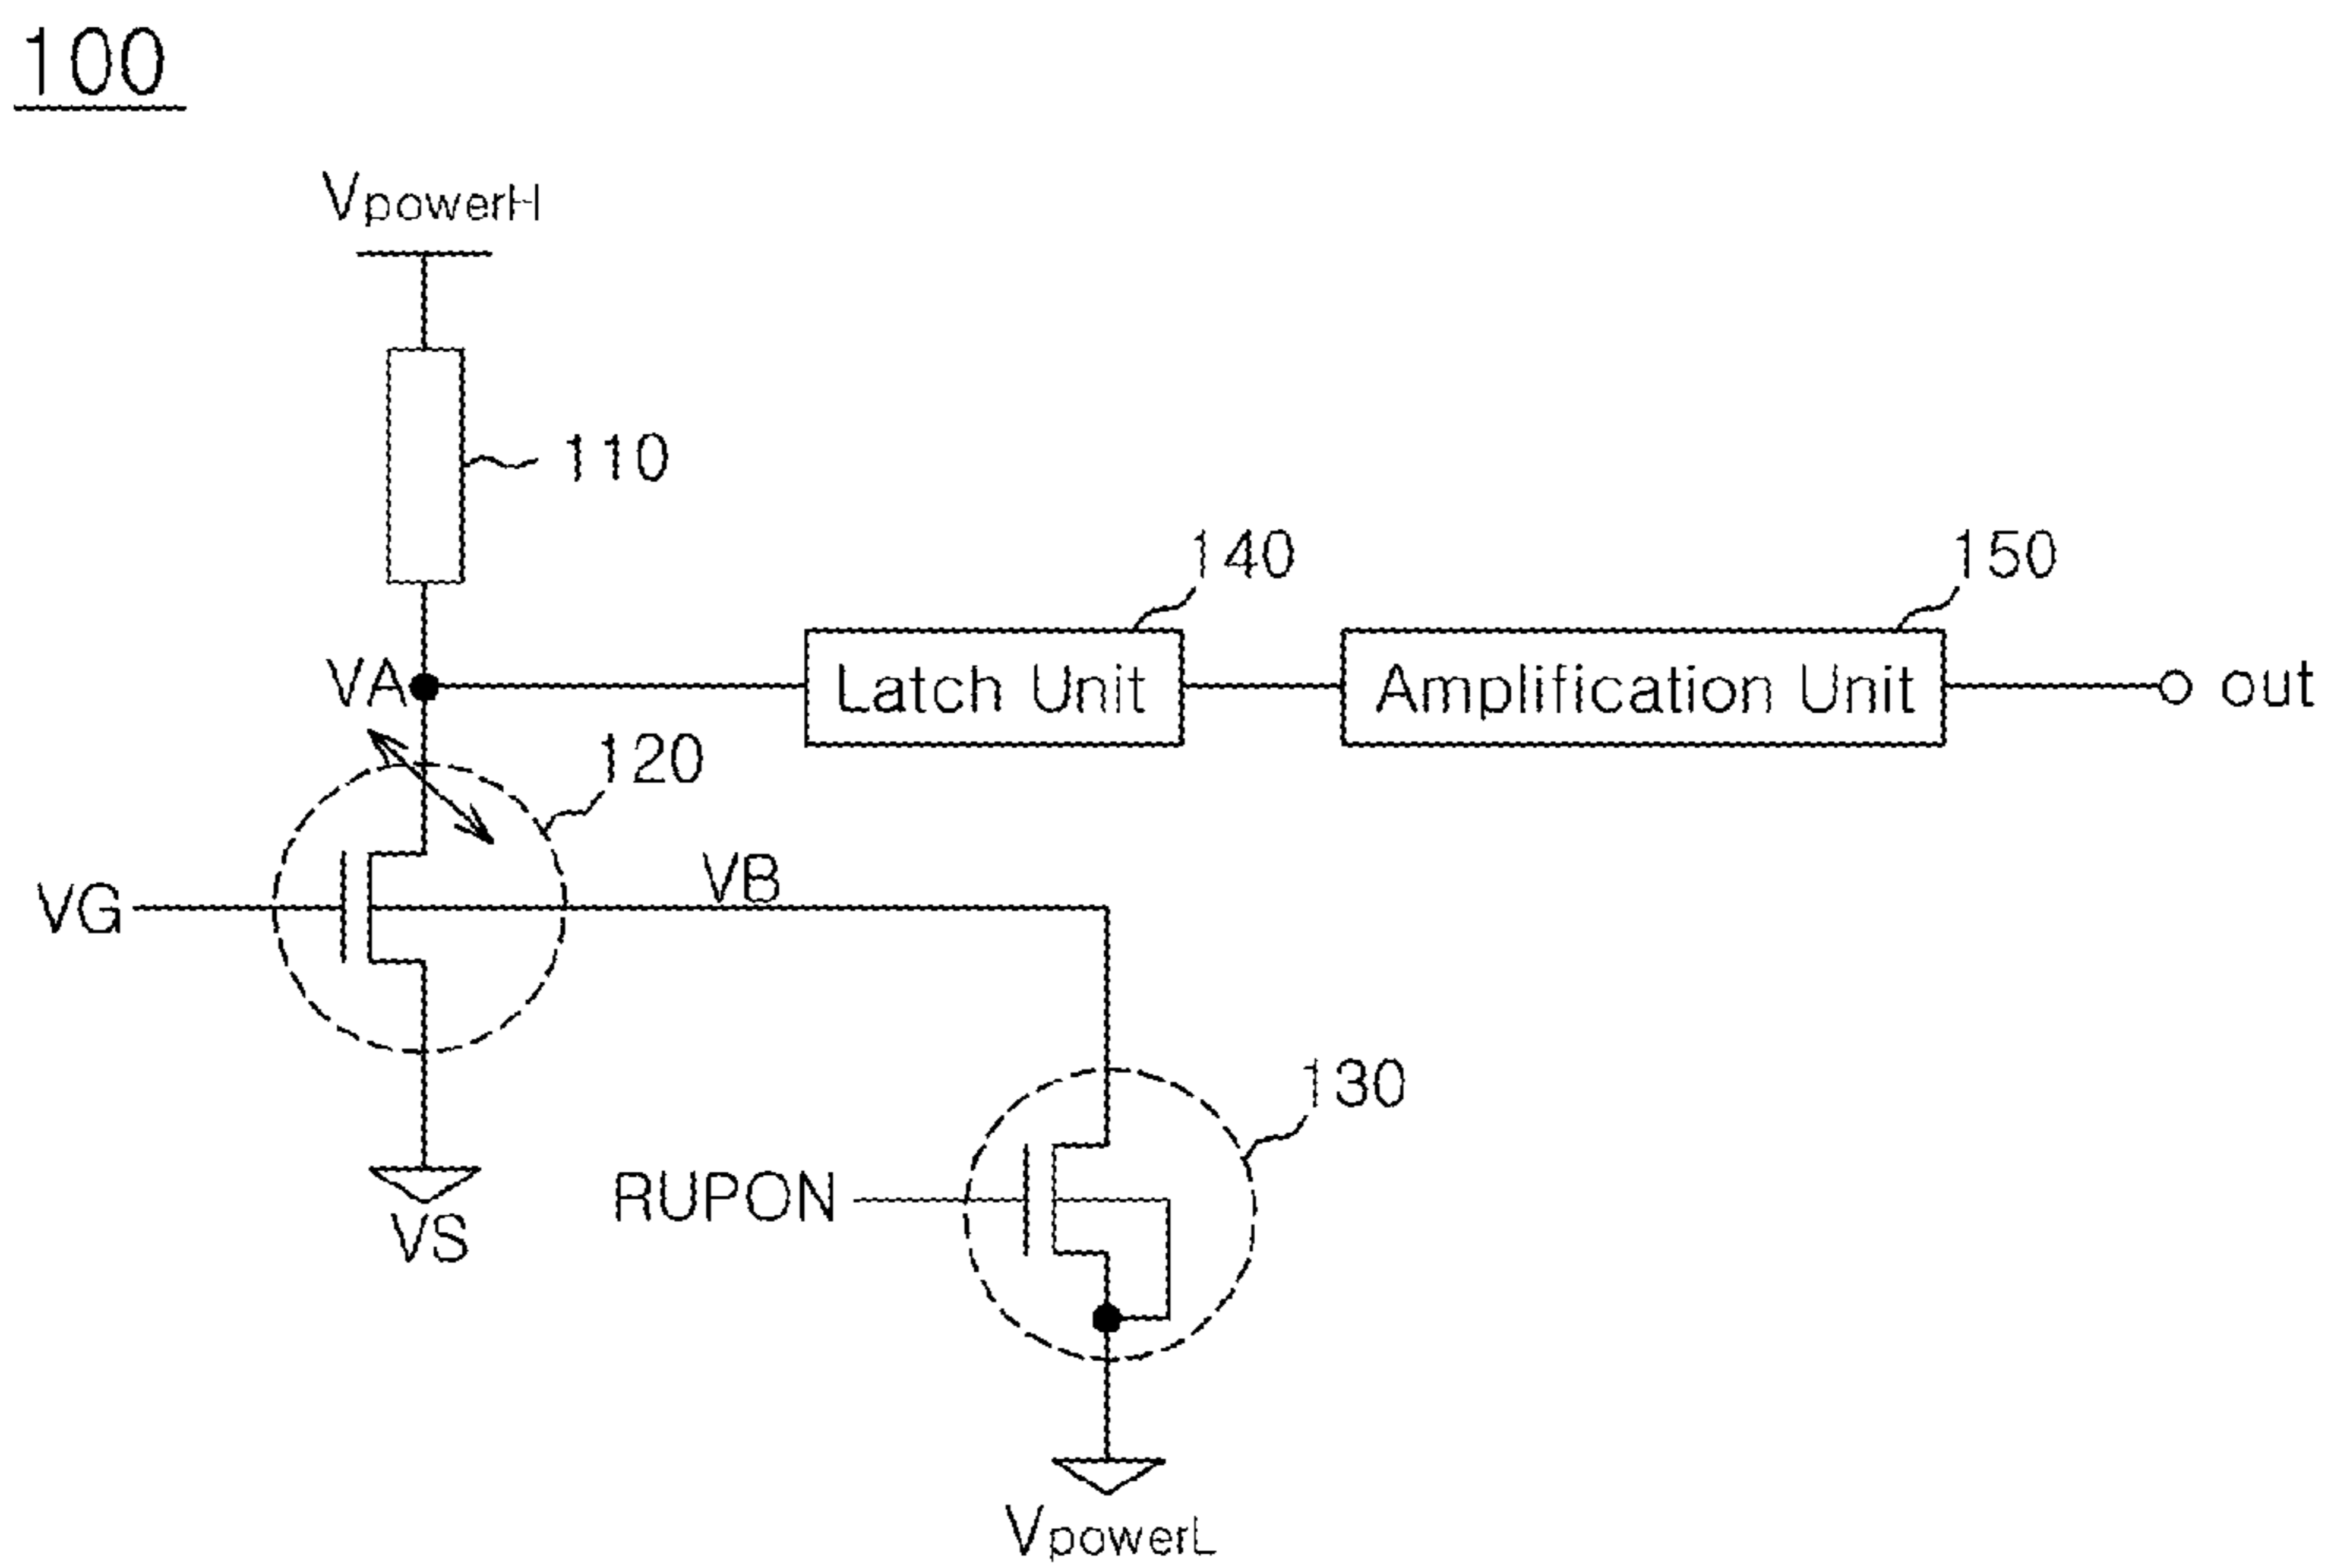 100
VpowerH
110
140
150
VA
Latch Unit
Amplification Unit
out
120
VB
VG
130
RUPON
VS
VpowerL